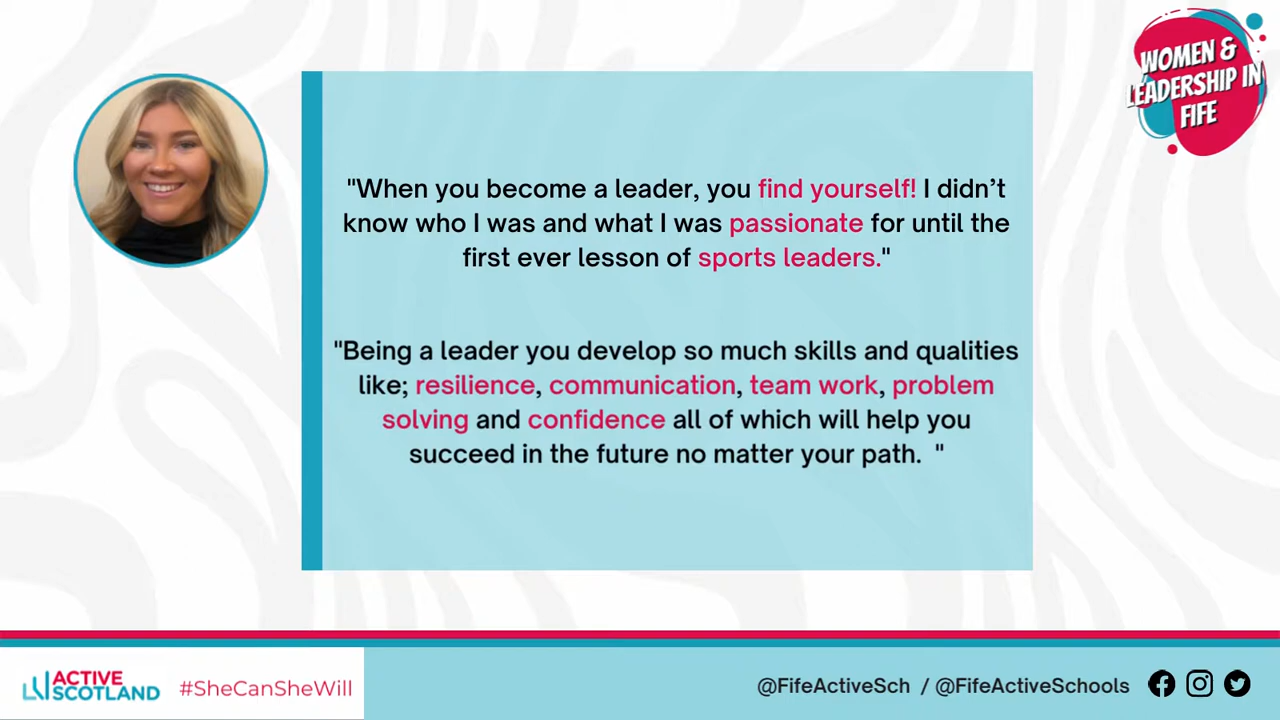 WOMEN &
LEADERSHIP IN
FIFE
"When you become a leader, you find yourself! I didn’t
know who I was and what I was passionate for until the
first ever lesson of sports leaders."
"Being a leader you develop so much skills and qualities
like; resilience, communication, team work, problem
solving and confidence all of which will help you
succeed in the future no matter your path.  "
ACTIVE
SCOTLAND
#SheCanSheWill
@FifeActiveSch / @FifeActiveSchools